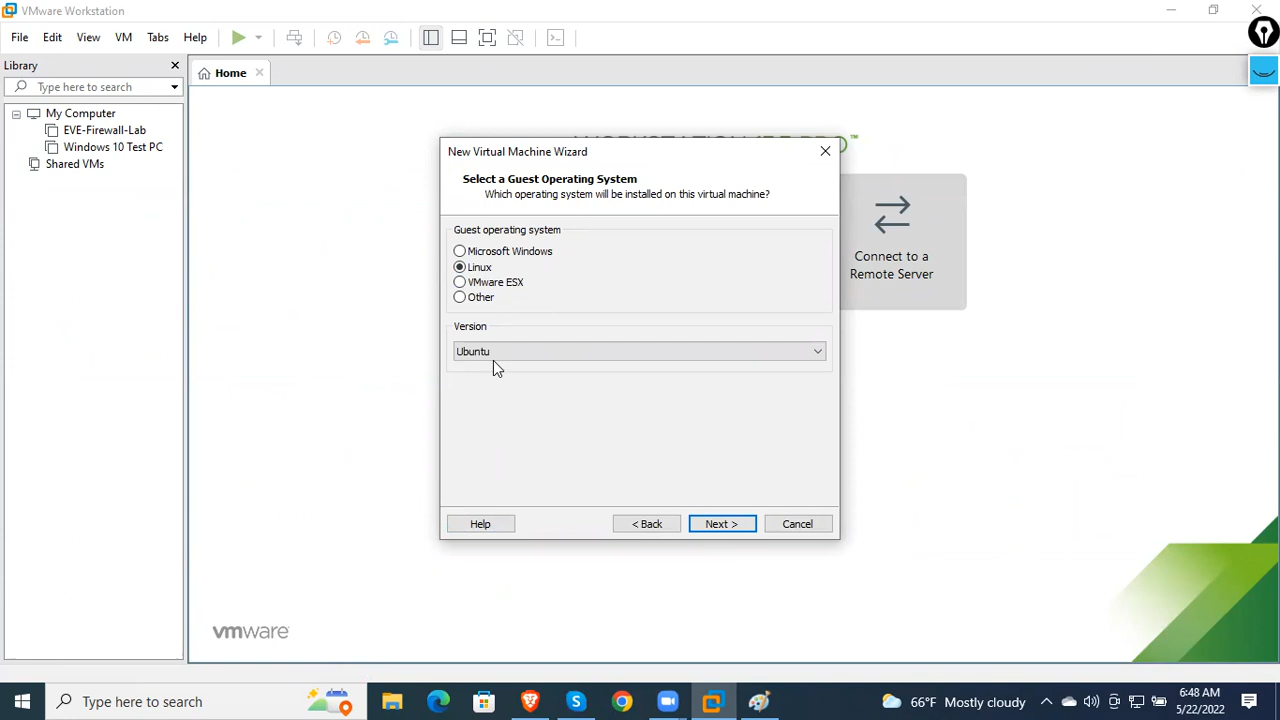 VMware Workstation
File Edit View VM Tabs Help
Library
Type here to search
Home
My Computer
EVE-Firewall-Lab
Windows 10 Test PC
Shared VMs
New Virtual Machine Wizard
Select a Guest Operating System
Which operating system will be installed on this virtual machine?
Guest operating system
Microsoft Windows
Linux
VMware ESX
Other
Version
Ubuntu
Connect to a
Remote Server
Help < Back Next > Cancel
vmware
Type here to search
66°F Mostly cloudy
6:48 AM
5/22/2022